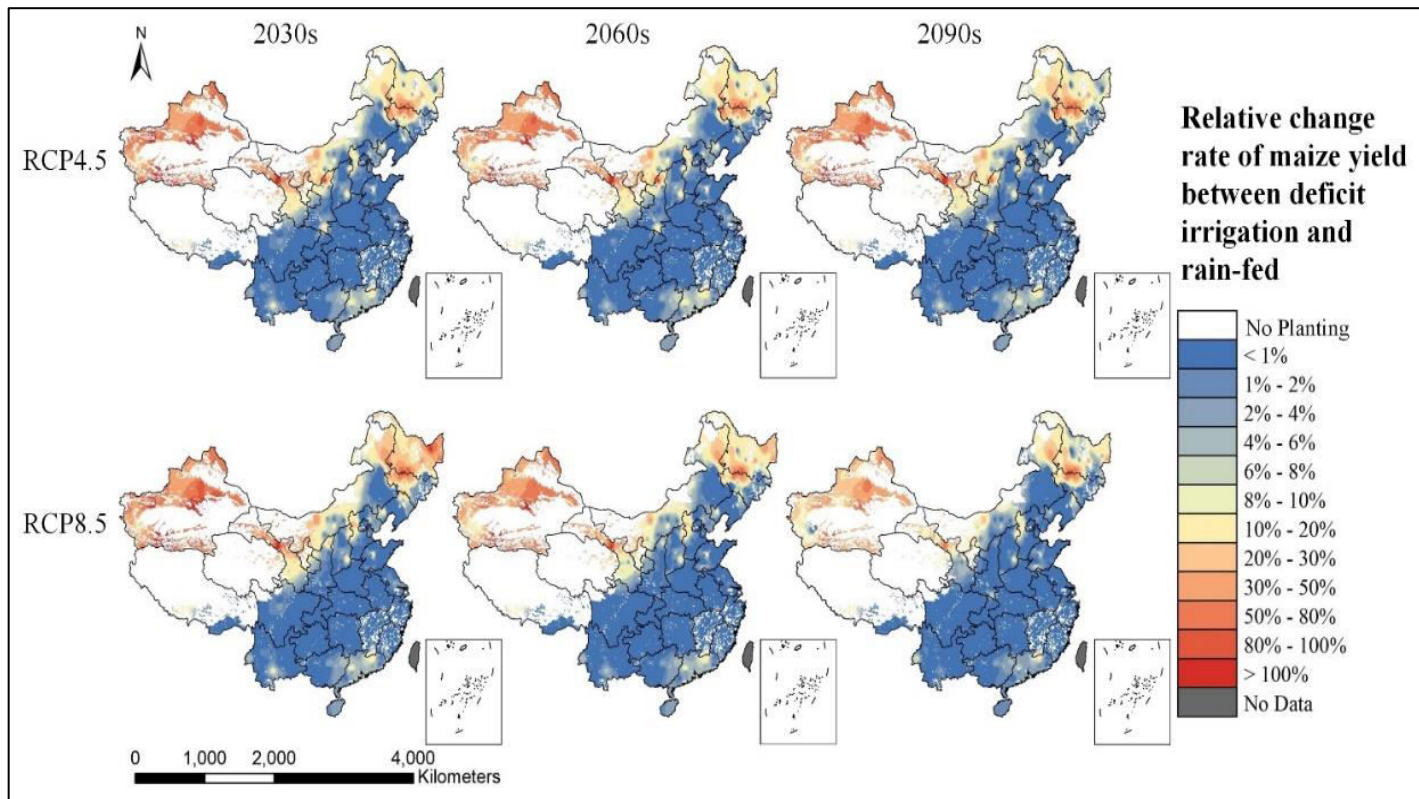 N
2030s
2060s
2090s
RCP4.5
RCP8.5
Relative change
rate of maize yield
between deficit
irrigation and
rain-fed
No Planting
< 1%
1% - 2%
2% - 4%
4% - 6%
6% - 8%
8% - 10%
10% - 20%
20% - 30%
30% - 50%
50% - 80%
80% - 100%
> 100%
No Data
0 1,000 2,000 4,000
Kilometers